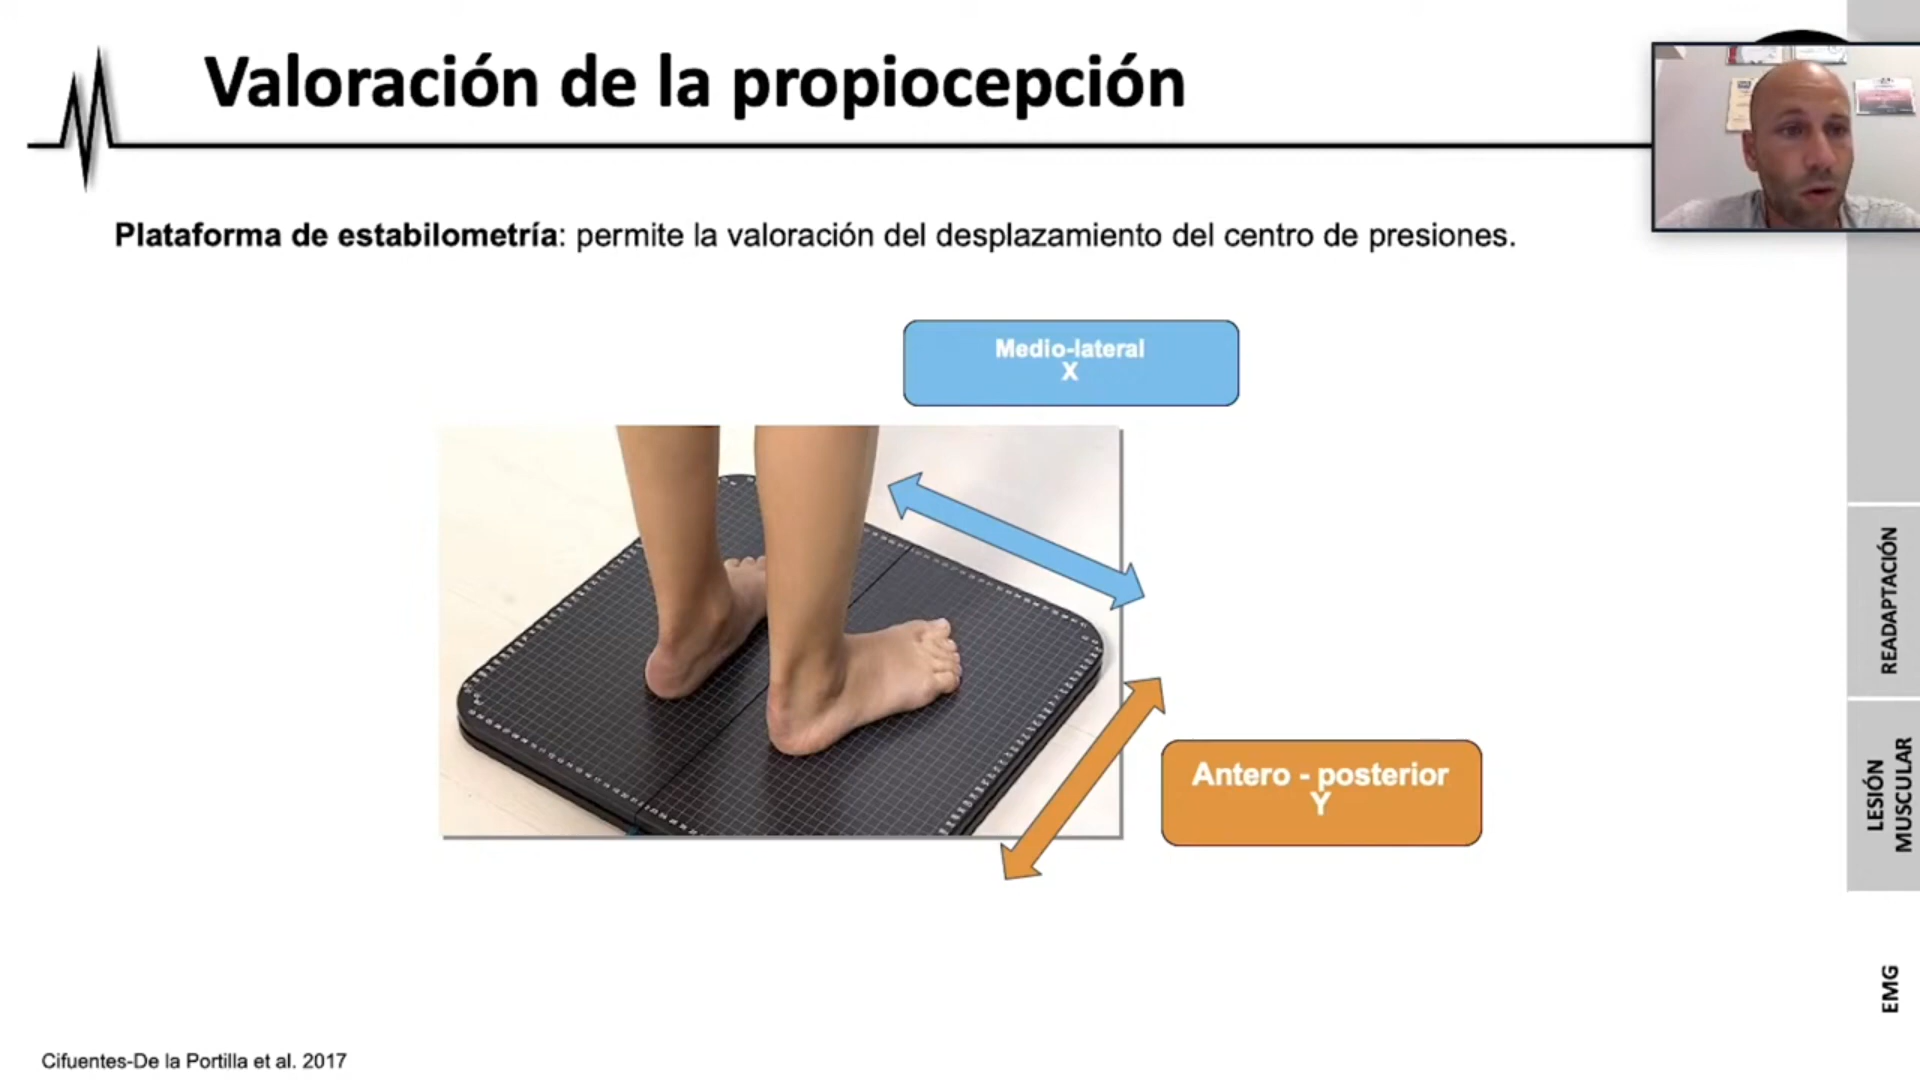 Valoración de la propiocepción
Plataforma de estabilometría: permite la valoración del desplazamiento del centro de presiones.
Medio-lateral
X
Antero - posterior
Y
READAPTACIÓN
LESIÓN
MUSCULAR
EMG
Cifuentes-De la Portilla et al. 2017